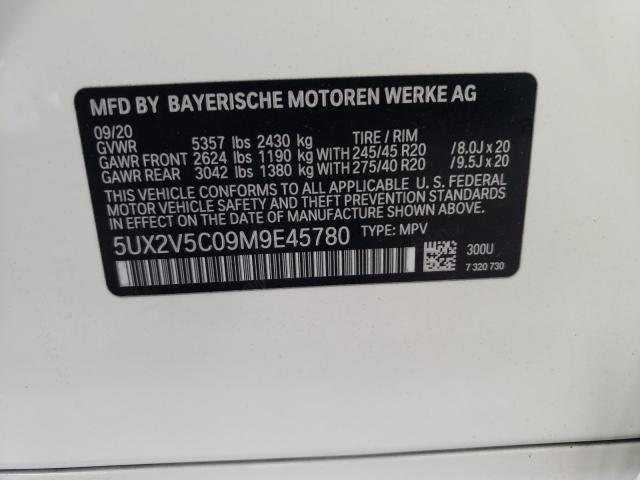 MFD BY BAYERISCHE MOTOREN WERKE AG
09/20
GVWR 5357 lbs 2430 kg TIRE / RIM
GAWR FRONT 2624 lbs 1190 kg WITH 245/45 R20 /8.0J x 20
GAWR REAR 3042 lbs 1380 kg WITH 275/40 R20 /9.5J x 20
THIS VEHICLE CONFORMS TO ALL APPLICABLE U. S. FEDERAL
MOTOR VEHICLE SAFETY AND THEFT PREVENTION STANDARDS
IN EFFECT ON THE DATE OF MANUFACTURE SHOWN ABOVE.
5UX2V5C09M9E45780 TYPE: MPV
300U
7 320 730